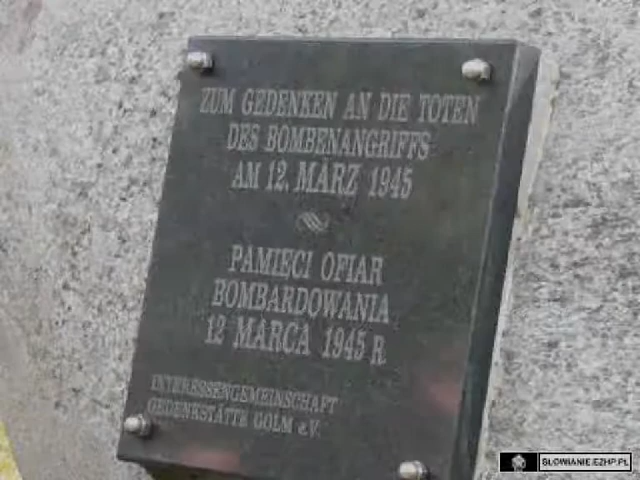 ZUM GEDENKEN AN DIE TOTEN
DES BOMBENANGRIFFS
AM 12. MÄRZ 1945
PAMIĘCI OFIAR
BOMBARDOWANIA
12 MARCA 1945 R
INTERESSENGEMEINSCHAFT
GEDENKSTÄTTE GOLM e.V.
SLOWIANIE.EZHP.PL